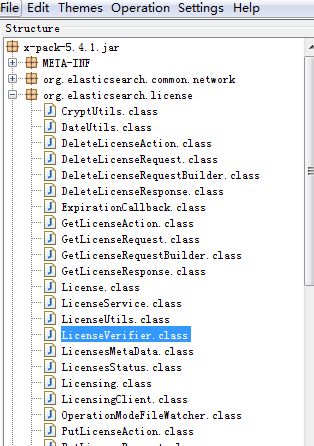 File Edit Themes Operation Settings Help
Structure
x-pack-5.4.1.jar
META-INF
org.elasticsearch.common.network
org.elasticsearch.license
CryptUtils.class
DateUtils.class
DeleteLicenseAction.class
DeleteLicenseRequest.class
DeleteLicenseRequestBuilder.class
DeleteLicenseResponse.class
ExpirationCallback.class
GetLicenseAction.class
GetLicenseRequest.class
GetLicenseRequestBuilder.class
GetLicenseResponse.class
License.class
LicenseService.class
LicenseUtils.class
LicenseVerifier.class
LicensesMetaData.class
LicensesStatus.class
Licensing.class
LicensingClient.class
OperationModeFileWatcher.class
PutLicenseAction.class